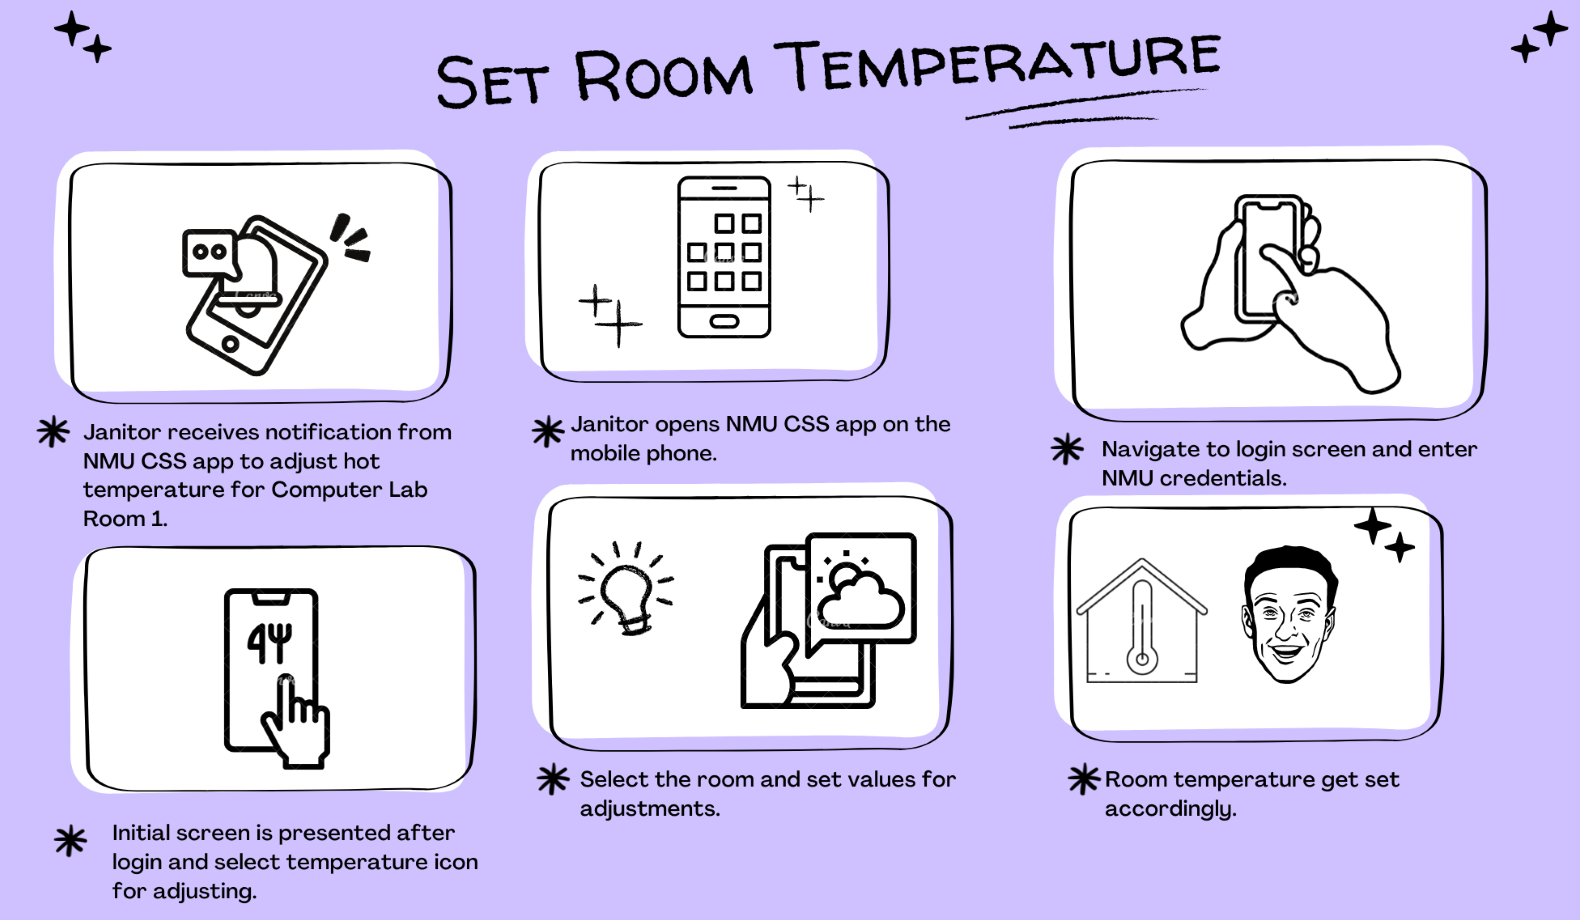 SET ROOM TEMPERATURE
Janitor receives notification from
NMU CSS app to adjust hot
temperature for Computer Lab
Room 1.
Janitor opens NMU CSS app on the
mobile phone.
Navigate to login screen and enter
NMU credentials.
Initial screen is presented after
login and select temperature icon
for adjusting.
Select the room and set values for
adjustments.
Room temperature get set
accordingly.